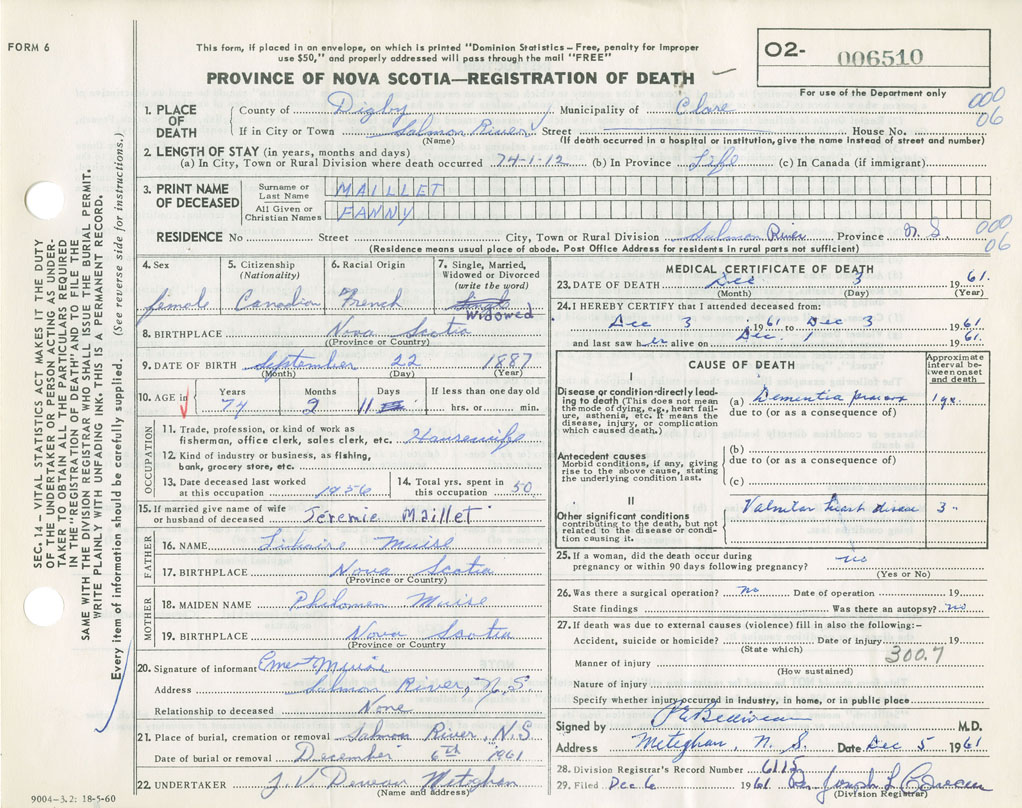 FORM 6
This form, if placed in an envelope, on which is printed "Dominion Statistics – Free, penalty for improper
use $50," and properly addressed will pass through the mail "FREE"
PROVINCE OF NOVA SCOTIA—REGISTRATION OF DEATH
O2- 006510
For use of the Department only
000
06
1. PLACE OF DEATH
County of Digby Municipality of Clare
If in City or Town Salmon River Street House No.
(Name) (If death occurred in a hospital or institution, give the name instead of street and number)
2. LENGTH OF STAY (in years, months and days)
(a) In City, Town or Rural Division where death occurred 74-1-12 (b) In Province Life (c) In Canada (if immigrant)
3. PRINT NAME OF DECEASED
Surname or Last Name MAILLET
All Given or Christian Names FANNY
RESIDENCE No Street City, Town or Rural Division Salmon River Province N. S.
000
06
(Residence means usual place of abode. Post Office Address for residents in rural parts not sufficient)
4. Sex
female
5. Citizenship (Nationality)
Canadian
6. Racial Origin
French
7. Single, Married, Widowed or Divorced (write the word)
Single
Widowed
8. BIRTHPLACE Nova Scotia
(Province or Country)
9. DATE OF BIRTH September 22 1887
(Month) (Day) (Year)
10. AGE in
Years 74
Months 2
Days 11
If less than one day old
hrs. or min.
OCCUPATION
11. Trade, profession, or kind of work as
fisherman, office clerk, sales clerk, etc. Housewife
12. Kind of industry or business, as fishing,
bank, grocery store, etc.
13. Date deceased last worked at this occupation 1956
14. Total yrs. spent in this occupation 50
15. If married give name of wife
or husband of deceased Jéremie Maillet
FATHER
16. NAME Muise
17. BIRTHPLACE Nova Scotia
(Province or Country)
MOTHER
18. MAIDEN NAME Philomen Muise
19. BIRTHPLACE Nova Scotia
(Province or Country)
20. Signature of informant Muise
Address Salmon River, N.S.
Relationship to deceased None
21. Place of burial, cremation or removal Salmon River, N.S
Date of burial or removal December 6th 1961
22. UNDERTAKER J. V. Deveau Meteghan
(Name and address)
MEDICAL CERTIFICATE OF DEATH
23. DATE OF DEATH Dec 3 19 61.
(Month) (Day) (Year)
24. I HEREBY CERTIFY that I attended deceased from:
Dec 3 19 61 to Dec 3 19 61
and last saw her alive on Dec. 1 19 61.
CAUSE OF DEATH
Approximate interval between onset and death
I
Disease or condition directly leading to death (This does not mean
the mode of dying, e.g., heart failure, asthenia, etc. It means the
disease, injury, or complication
which caused death.)
(a) Dementia praecox 1 yr.
due to (or as a consequence of)
Antecedent causes
Morbid conditions, if any, giving
rise to the above cause, stating
the underlying condition last.
(b)
due to (or as a consequence of)
(c)
II
Other significant conditions
contributing to the death, but not
related to the disease or condition causing it.
Valvular heart disease 3
25. If a woman, did the death occur during
pregnancy or within 90 days following pregnancy? no
(Yes or No)
26. Was there a surgical operation? no Date of operation 19
State findings Was there an autopsy? no
27. If death was due to external causes (violence) fill in also the following:-
Accident, suicide or homicide? Date of injury 19
(State which)
300.7
Manner of injury
(How sustained)
Nature of injury
Specify whether injury occurred in industry, in home, or in public place
Signed by Belliveau M.D.
Address Meteghan, N. S. Date Dec 5 19 61
28. Division Registrar's Record Number 6115
29. Filed Dec 6 19 61 Joseph L
(Division Registrar)
SEC. 14 – VITAL STATISTICS ACT MAKES IT THE DUTY
OF THE UNDERTAKER OR PERSON ACTING AS UNDER-
TAKER TO OBTAIN ALL THE PARTICULARS REQUIRED
IN THE "REGISTRATION OF DEATH" AND TO FILE THE
SAME WITH THE DIVISION REGISTRAR WHO SHALL ISSUE THE BURIAL PERMIT.
WRITE PLAINLY WITH UNFADING INK. THIS IS A PERMANENT RECORD.
Every item of information should be carefully supplied. (See reverse side for instructions.)
9004–3.2: 18-5-60